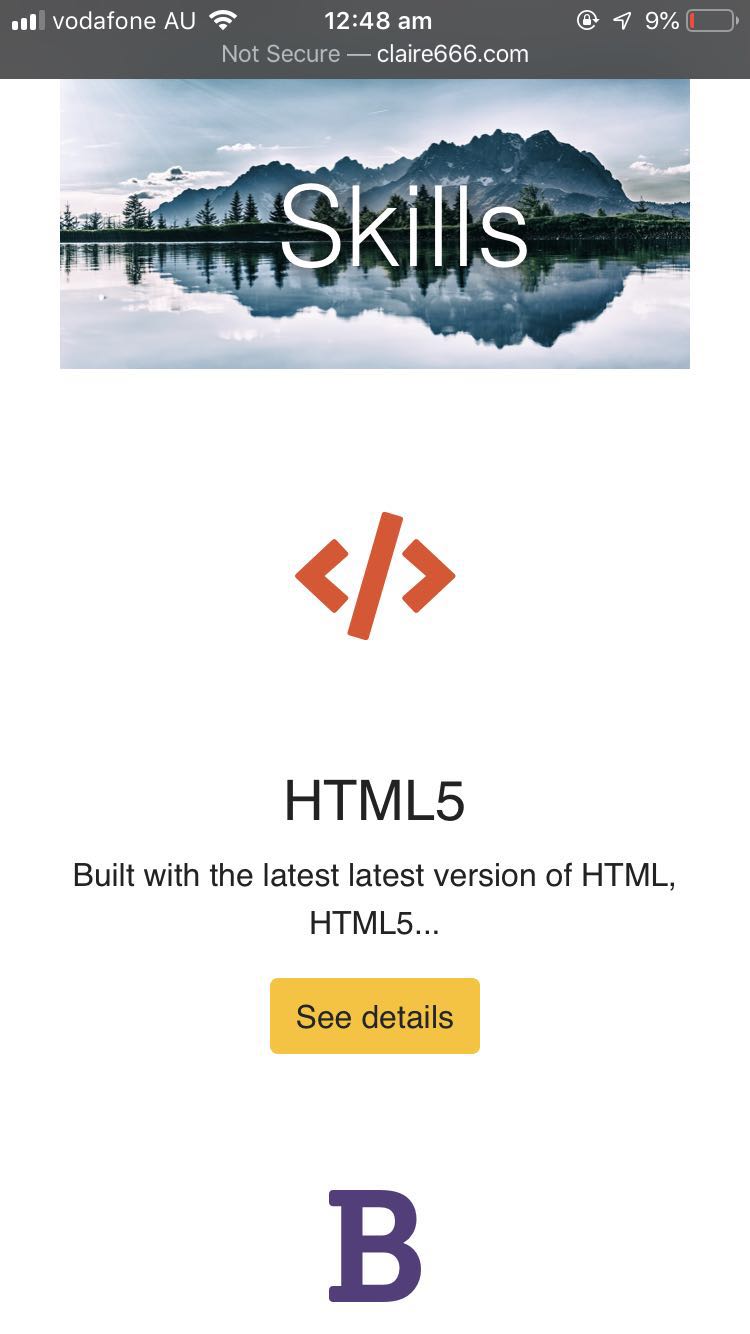 vodafone AU 12:48 am 9%
Not Secure — claire666.com
Skills
</>
HTML5
Built with the latest latest version of HTML,
HTML5...
See details
B